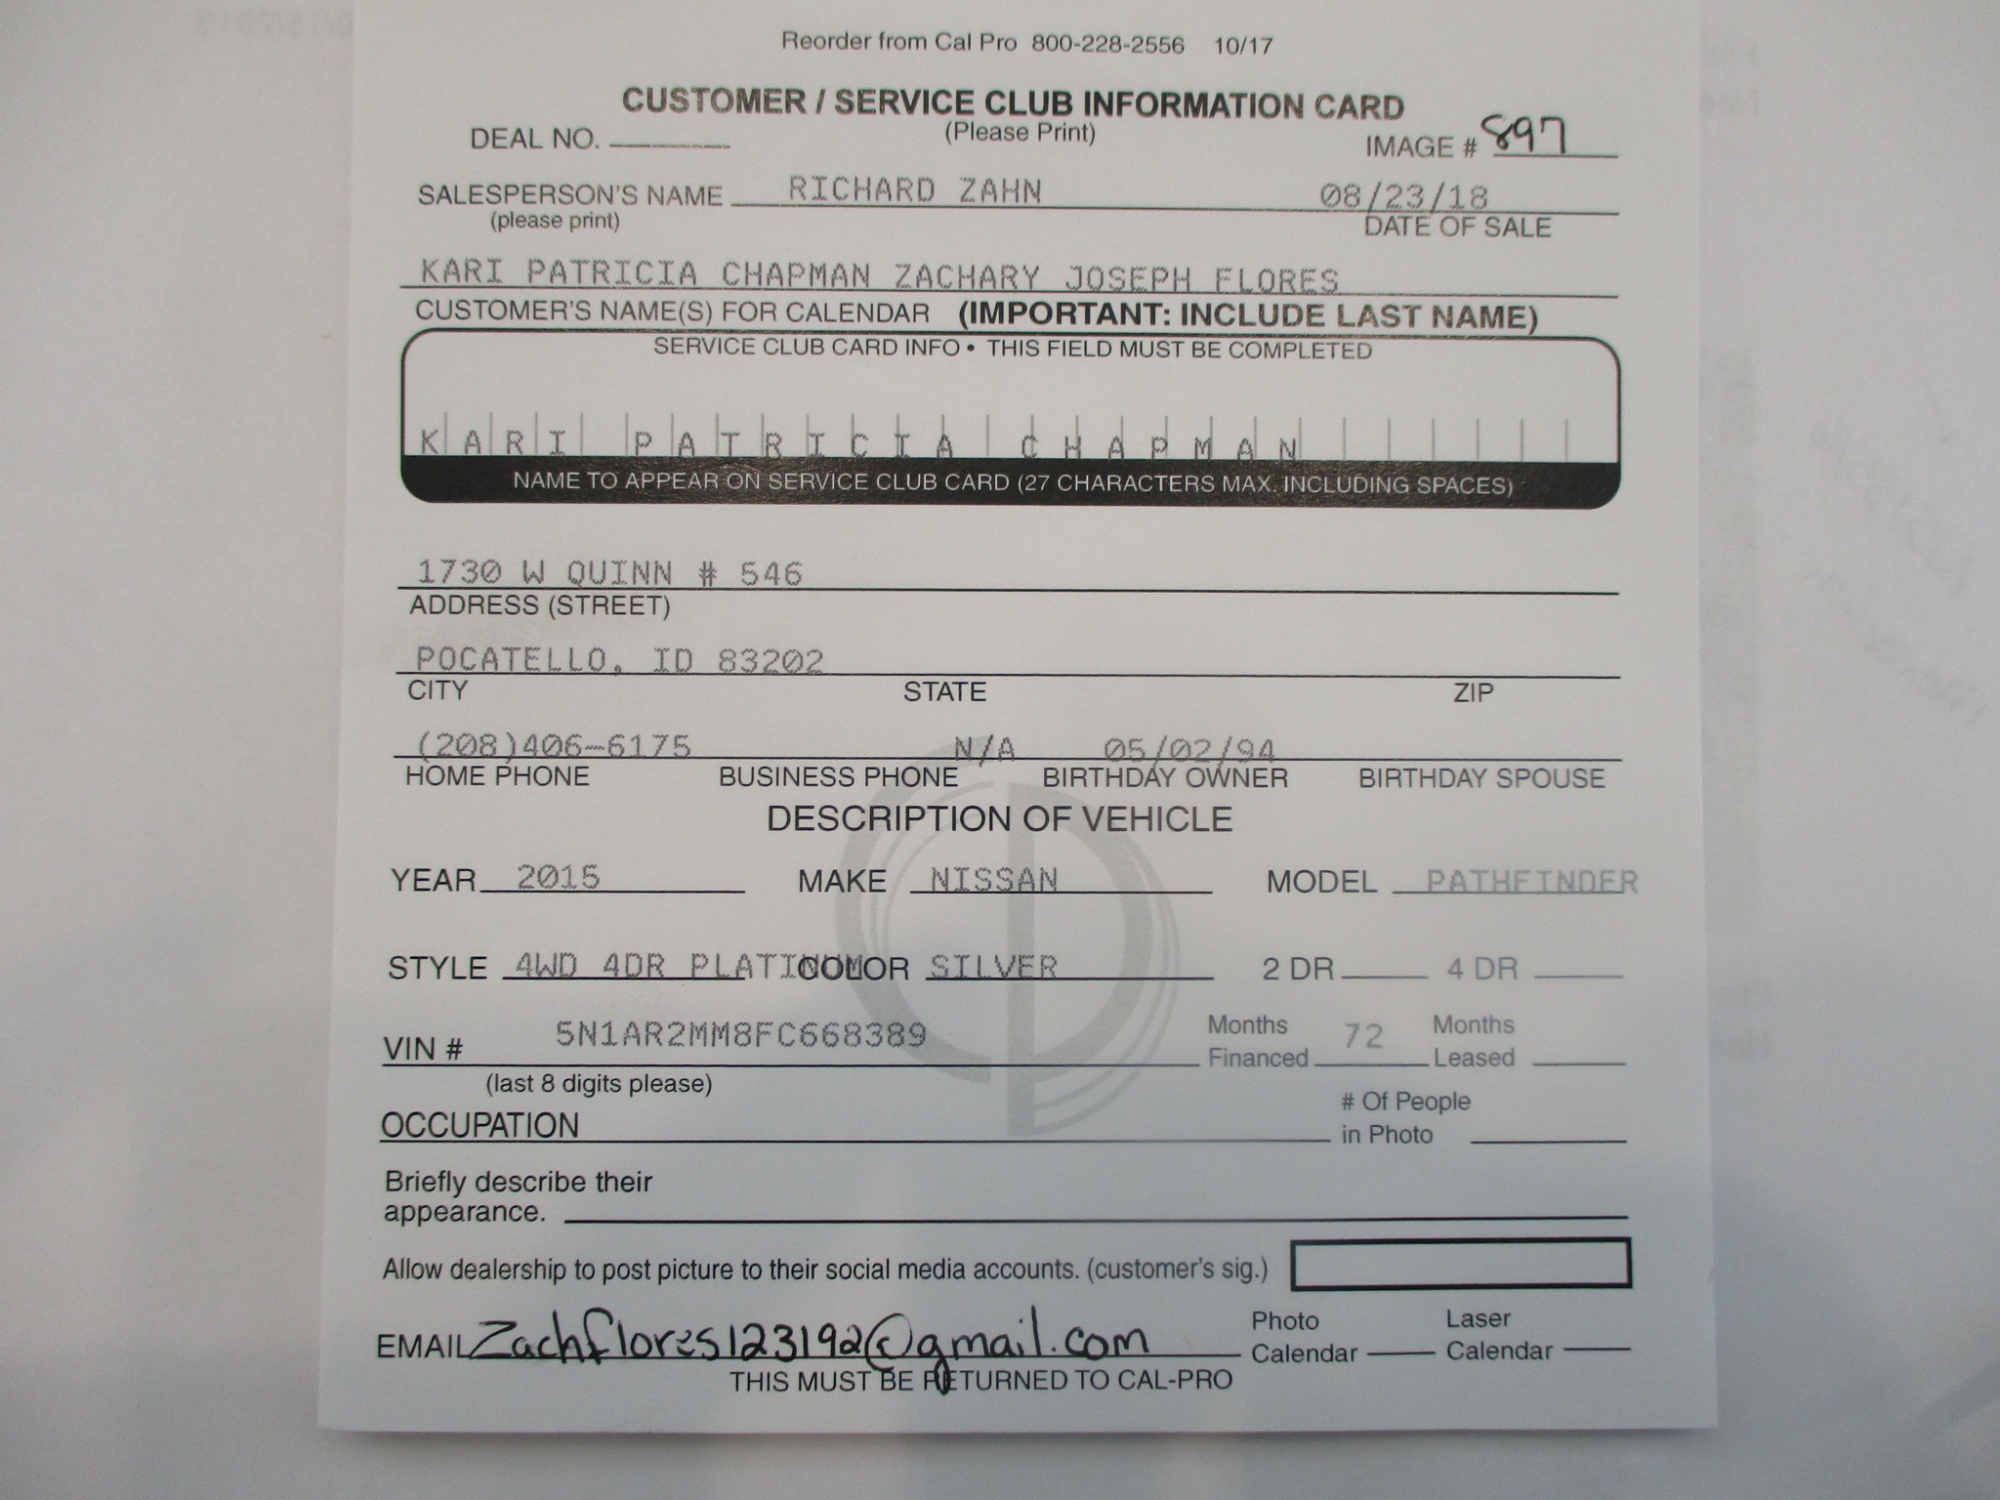 Reorder from Cal Pro 800-228-2556 10/17
CUSTOMER / SERVICE CLUB INFORMATION CARD
(Please Print)
DEAL NO.
IMAGE # 897
SALESPERSON'S NAME RICHARD ZAHN 08/23/18
(please print) DATE OF SALE
KARI PATRICIA CHAPMAN ZACHARY JOSEPH FLORES
CUSTOMER'S NAME(S) FOR CALENDAR (IMPORTANT: INCLUDE LAST NAME)
SERVICE CLUB CARD INFO • THIS FIELD MUST BE COMPLETED
KARI PATRICIA CHAPMAN
NAME TO APPEAR ON SERVICE CLUB CARD (27 CHARACTERS MAX. INCLUDING SPACES)
1730 W QUINN # 546
ADDRESS (STREET)
POCATELLO, ID 83202
CITY STATE ZIP
(208)406-6175 N/A 05/02/94
HOME PHONE BUSINESS PHONE BIRTHDAY OWNER BIRTHDAY SPOUSE
DESCRIPTION OF VEHICLE
YEAR 2015 MAKE NISSAN MODEL PATHFINDER
STYLE 4WD 4DR PLATINUM COLOR SILVER 2 DR 4 DR
VIN # 5N1AR2MM8FC668389 Months Financed 72 Months Leased
(last 8 digits please)
OCCUPATION # Of People in Photo
Briefly describe their
appearance.
Allow dealership to post picture to their social media accounts. (customer's sig.)
EMAIL Zachflores123192@gmail.com Photo Calendar Laser Calendar
THIS MUST BE RETURNED TO CAL-PRO